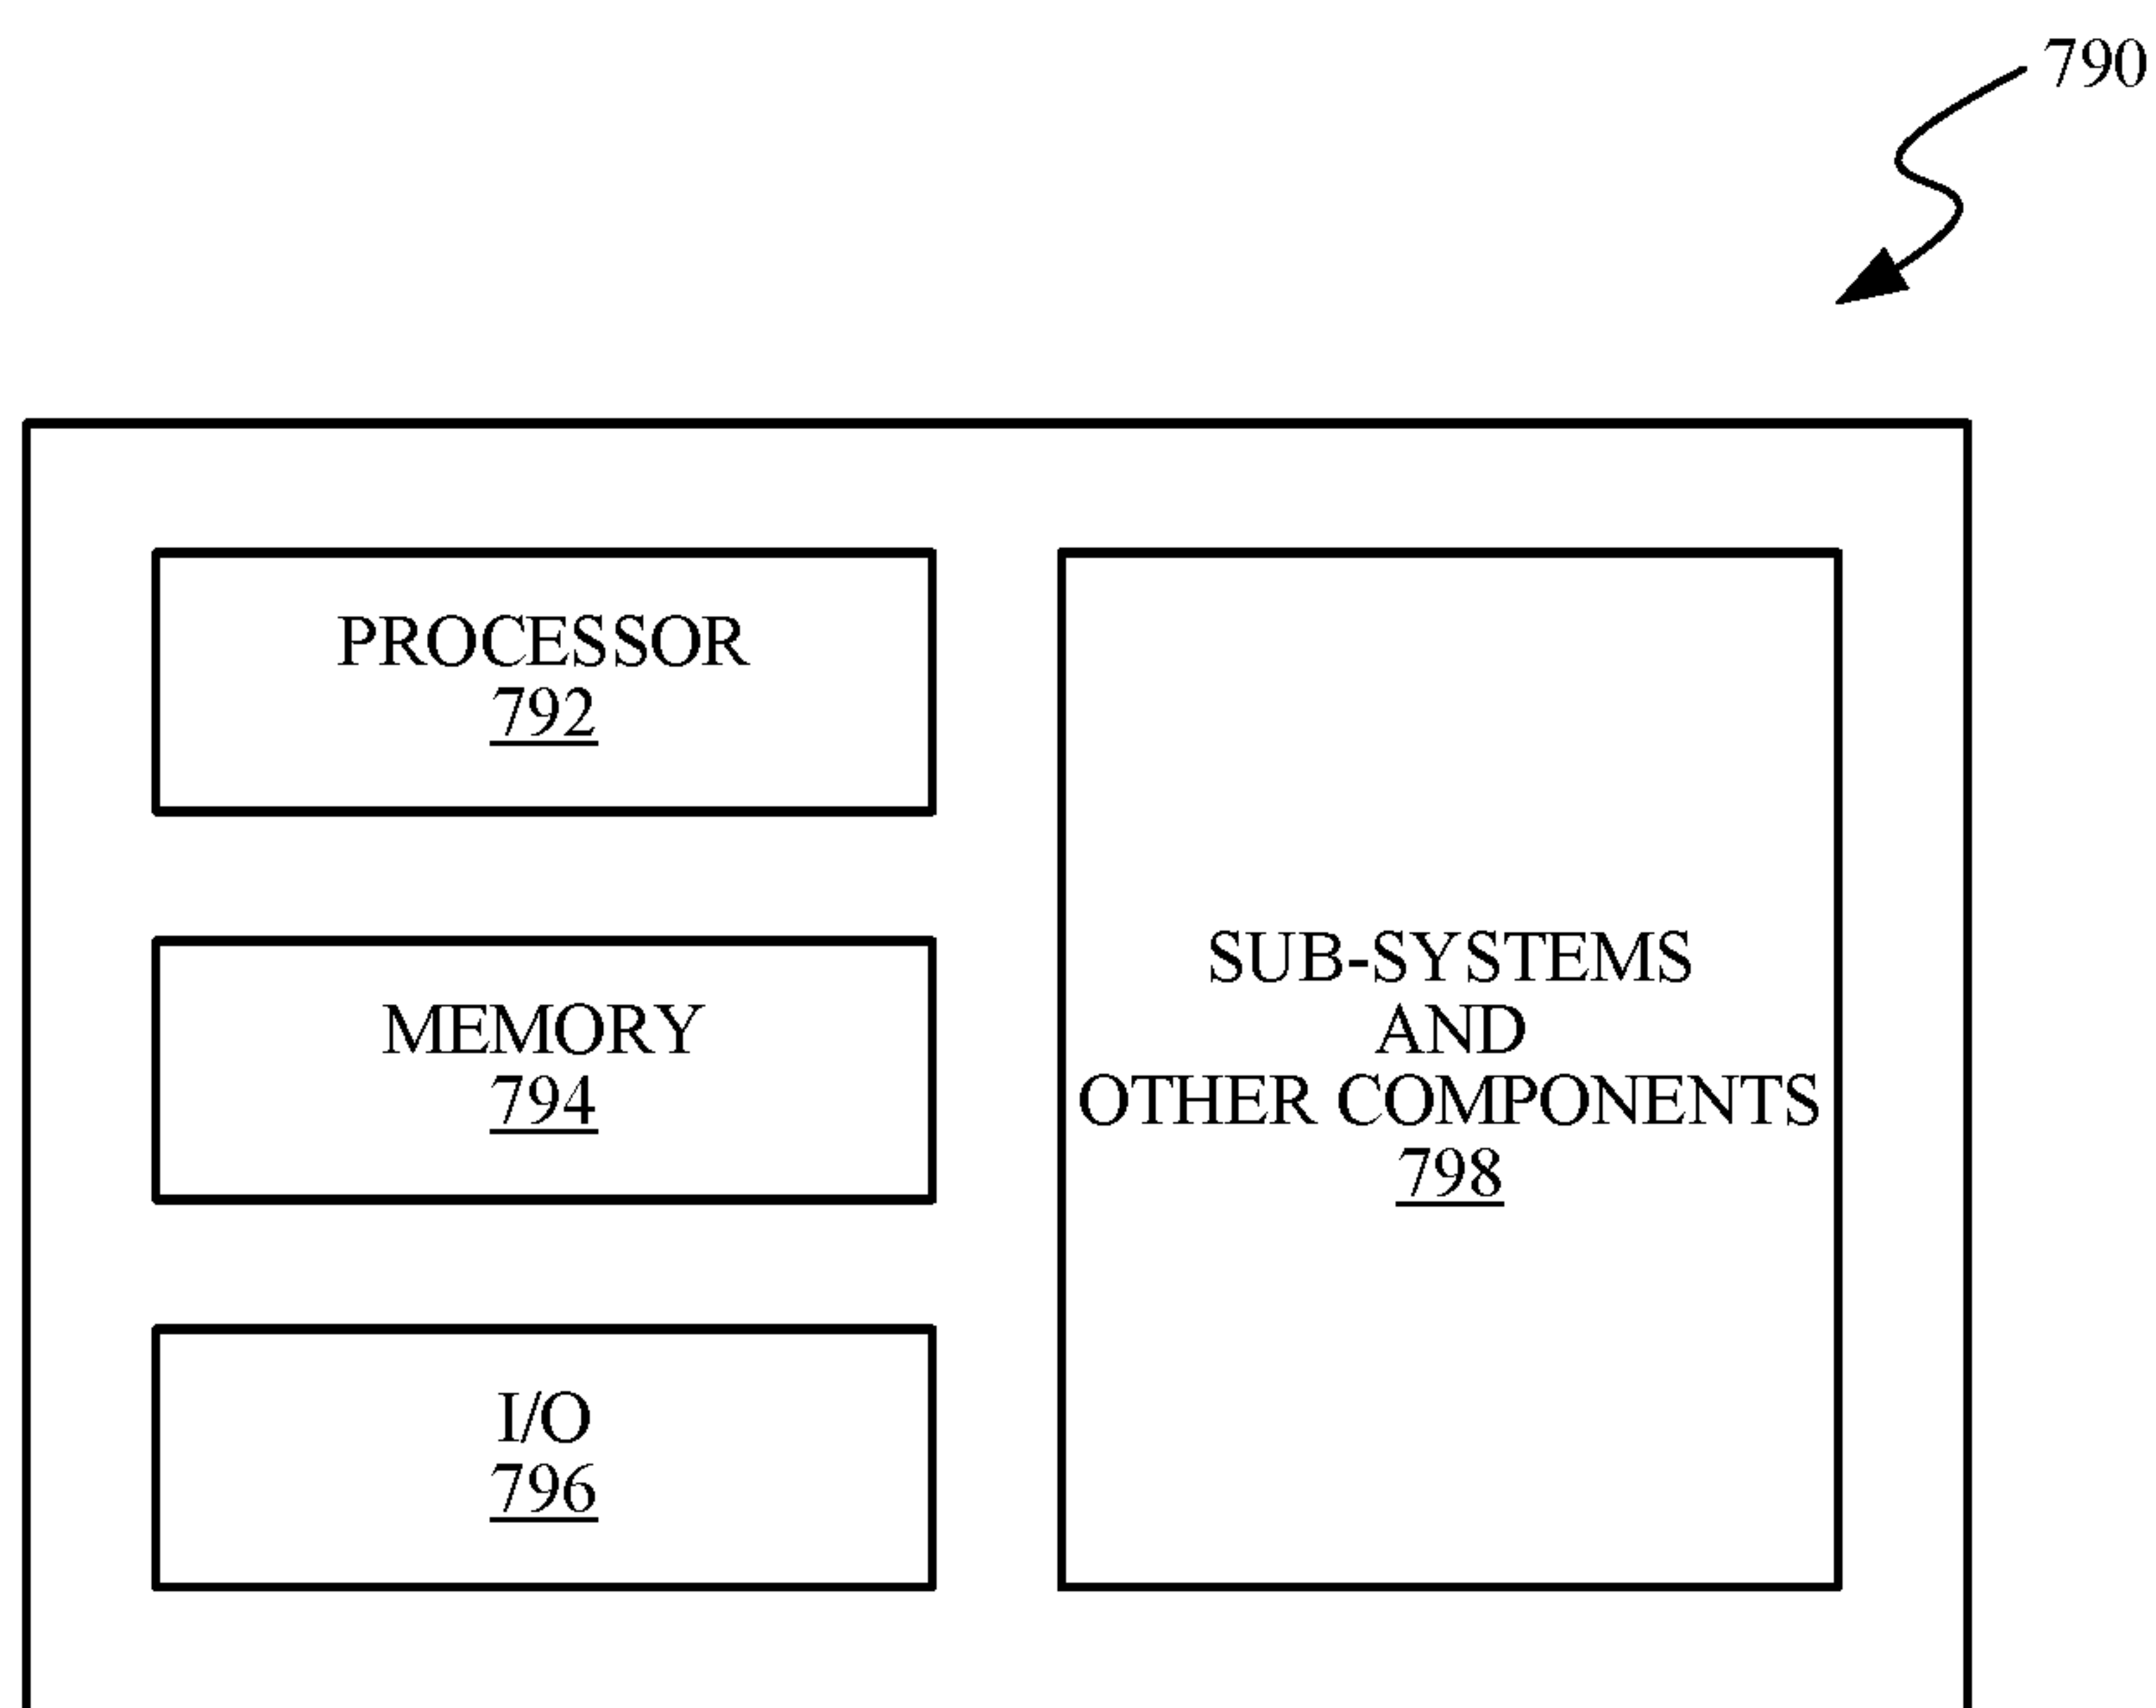 790
PROCESSOR
792
MEMORY
794
I/O
796
SUB-SYSTEMS
AND
OTHER COMPONENTS
798